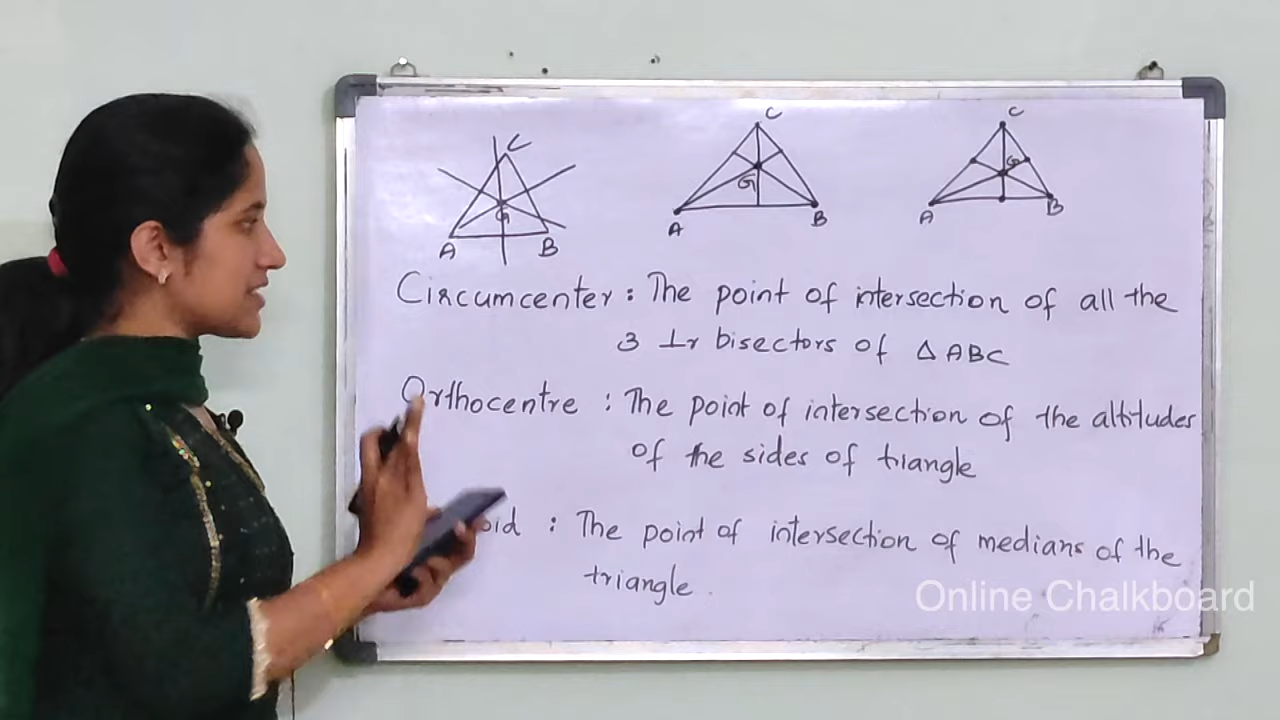 C
C
C
G
G
G
A
B
A
B
A
B
Circumcenter : The point of intersection of all the
3 ⊥r bisectors of △ ABC
Orthocentre : The point of intersection of the altitudes
of the sides of triangle
oid : The point of intersection of medians of the
triangle.
Online Chalkboard